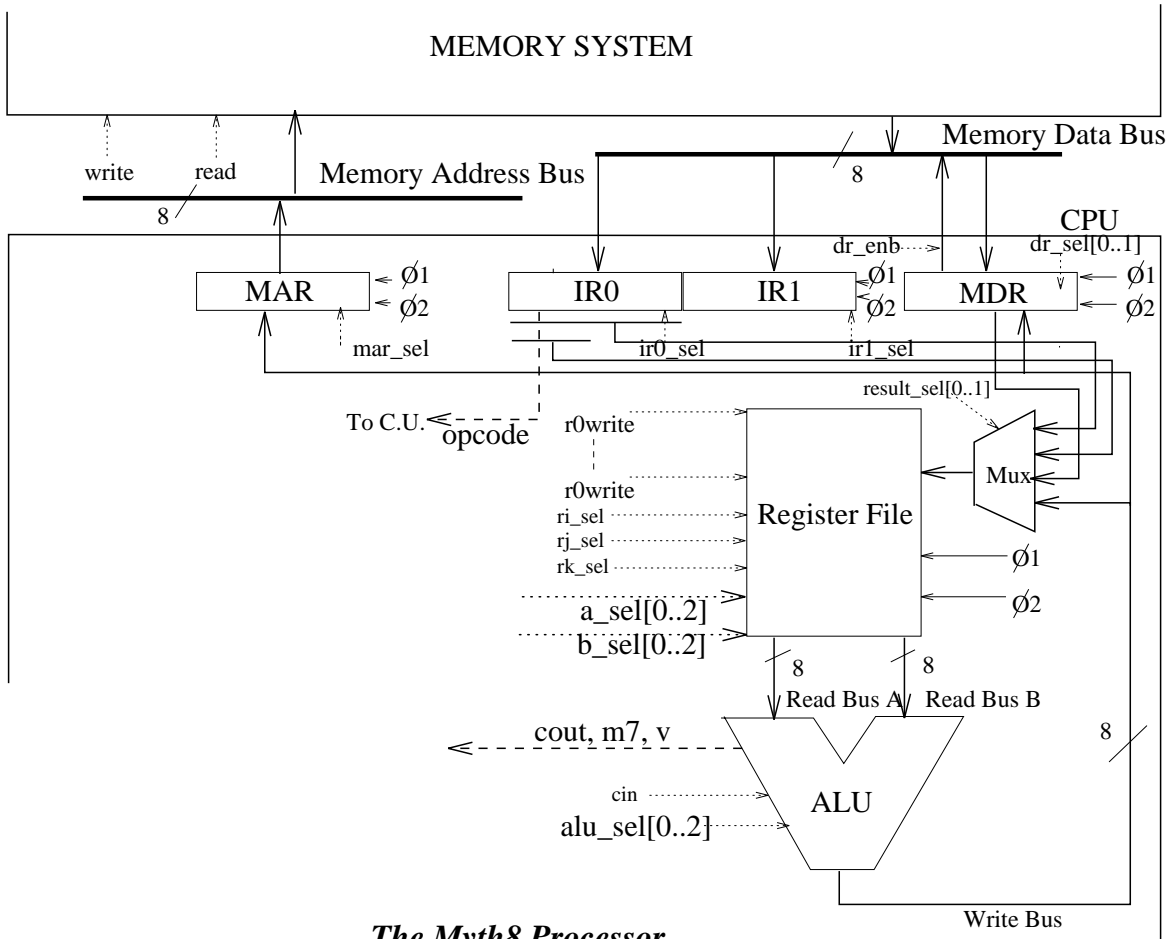 MEMORY SYSTEM
write
read
Memory Address Bus
8
8
Memory Data Bus
CPU
dr_enb
dr_sel[0..1]
MAR
Ø1
Ø2
mar_sel
IR0
ir0_sel
IR1
Ø1
Ø2
ir1_sel
MDR
Ø1
Ø2
result_sel[0..1]
To C.U.
opcode
r0write
r0write
ri_sel
rj_sel
rk_sel
a_sel[0..2]
b_sel[0..2]
Register File
Mux
Ø1
Ø2
8
8
Read Bus A
Read Bus B
8
cout, m7, v
cin
alu_sel[0..2]
ALU
Write Bus
The Myth8 Processor